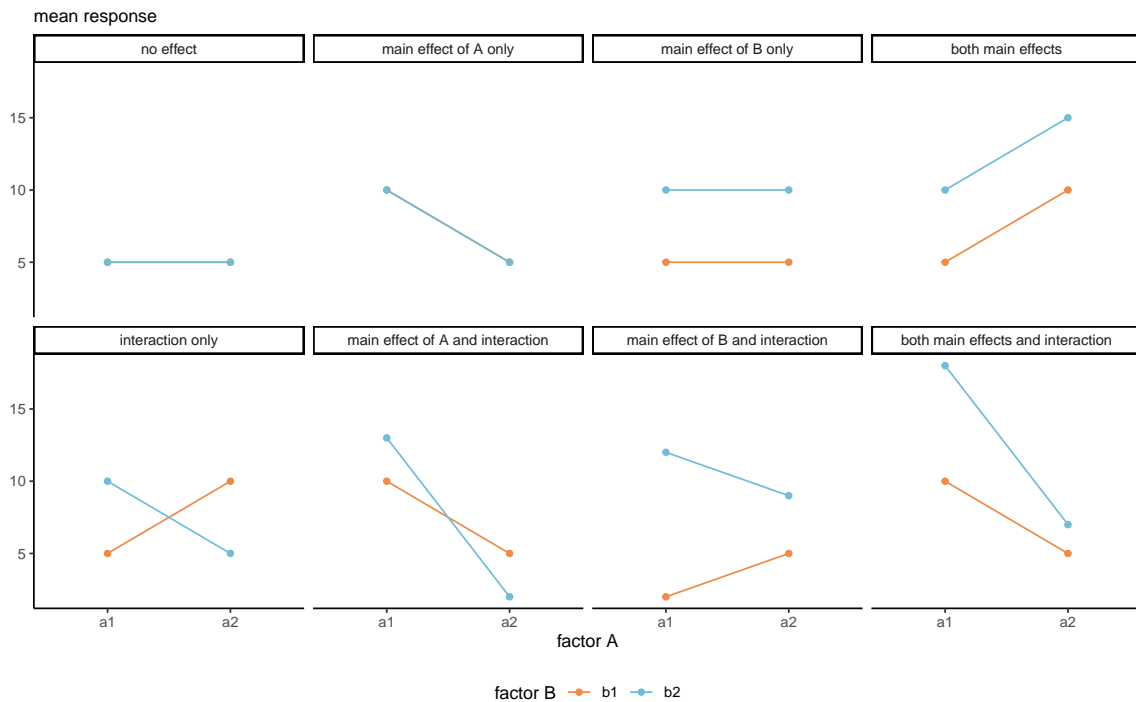 mean response
no effect
main effect of A only
main effect of B only
both main effects
15
10
5
interaction only
main effect of A and interaction
main effect of B and interaction
both main effects and interaction
15
10
5
a1 a2 a1 a2 a1 a2 a1 a2
factor A
factor B b1 b2